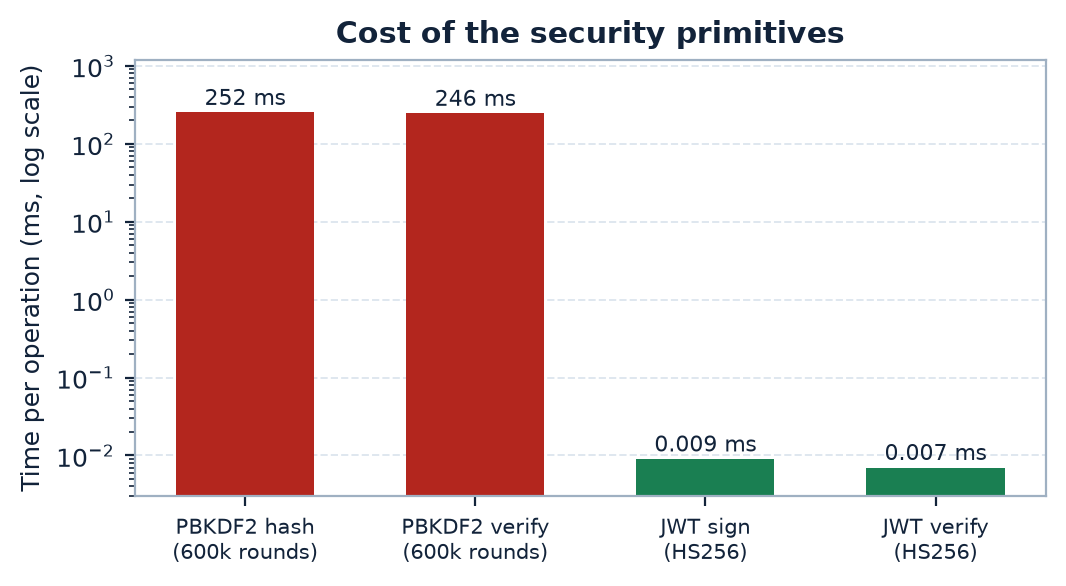 Cost of the security primitives
Time per operation (ms, log scale)
10³
10²
10¹
10⁰
10⁻¹
10⁻²
252 ms
246 ms
0.009 ms
0.007 ms
PBKDF2 hash
(600k rounds)
PBKDF2 verify
(600k rounds)
JWT sign
(HS256)
JWT verify
(HS256)